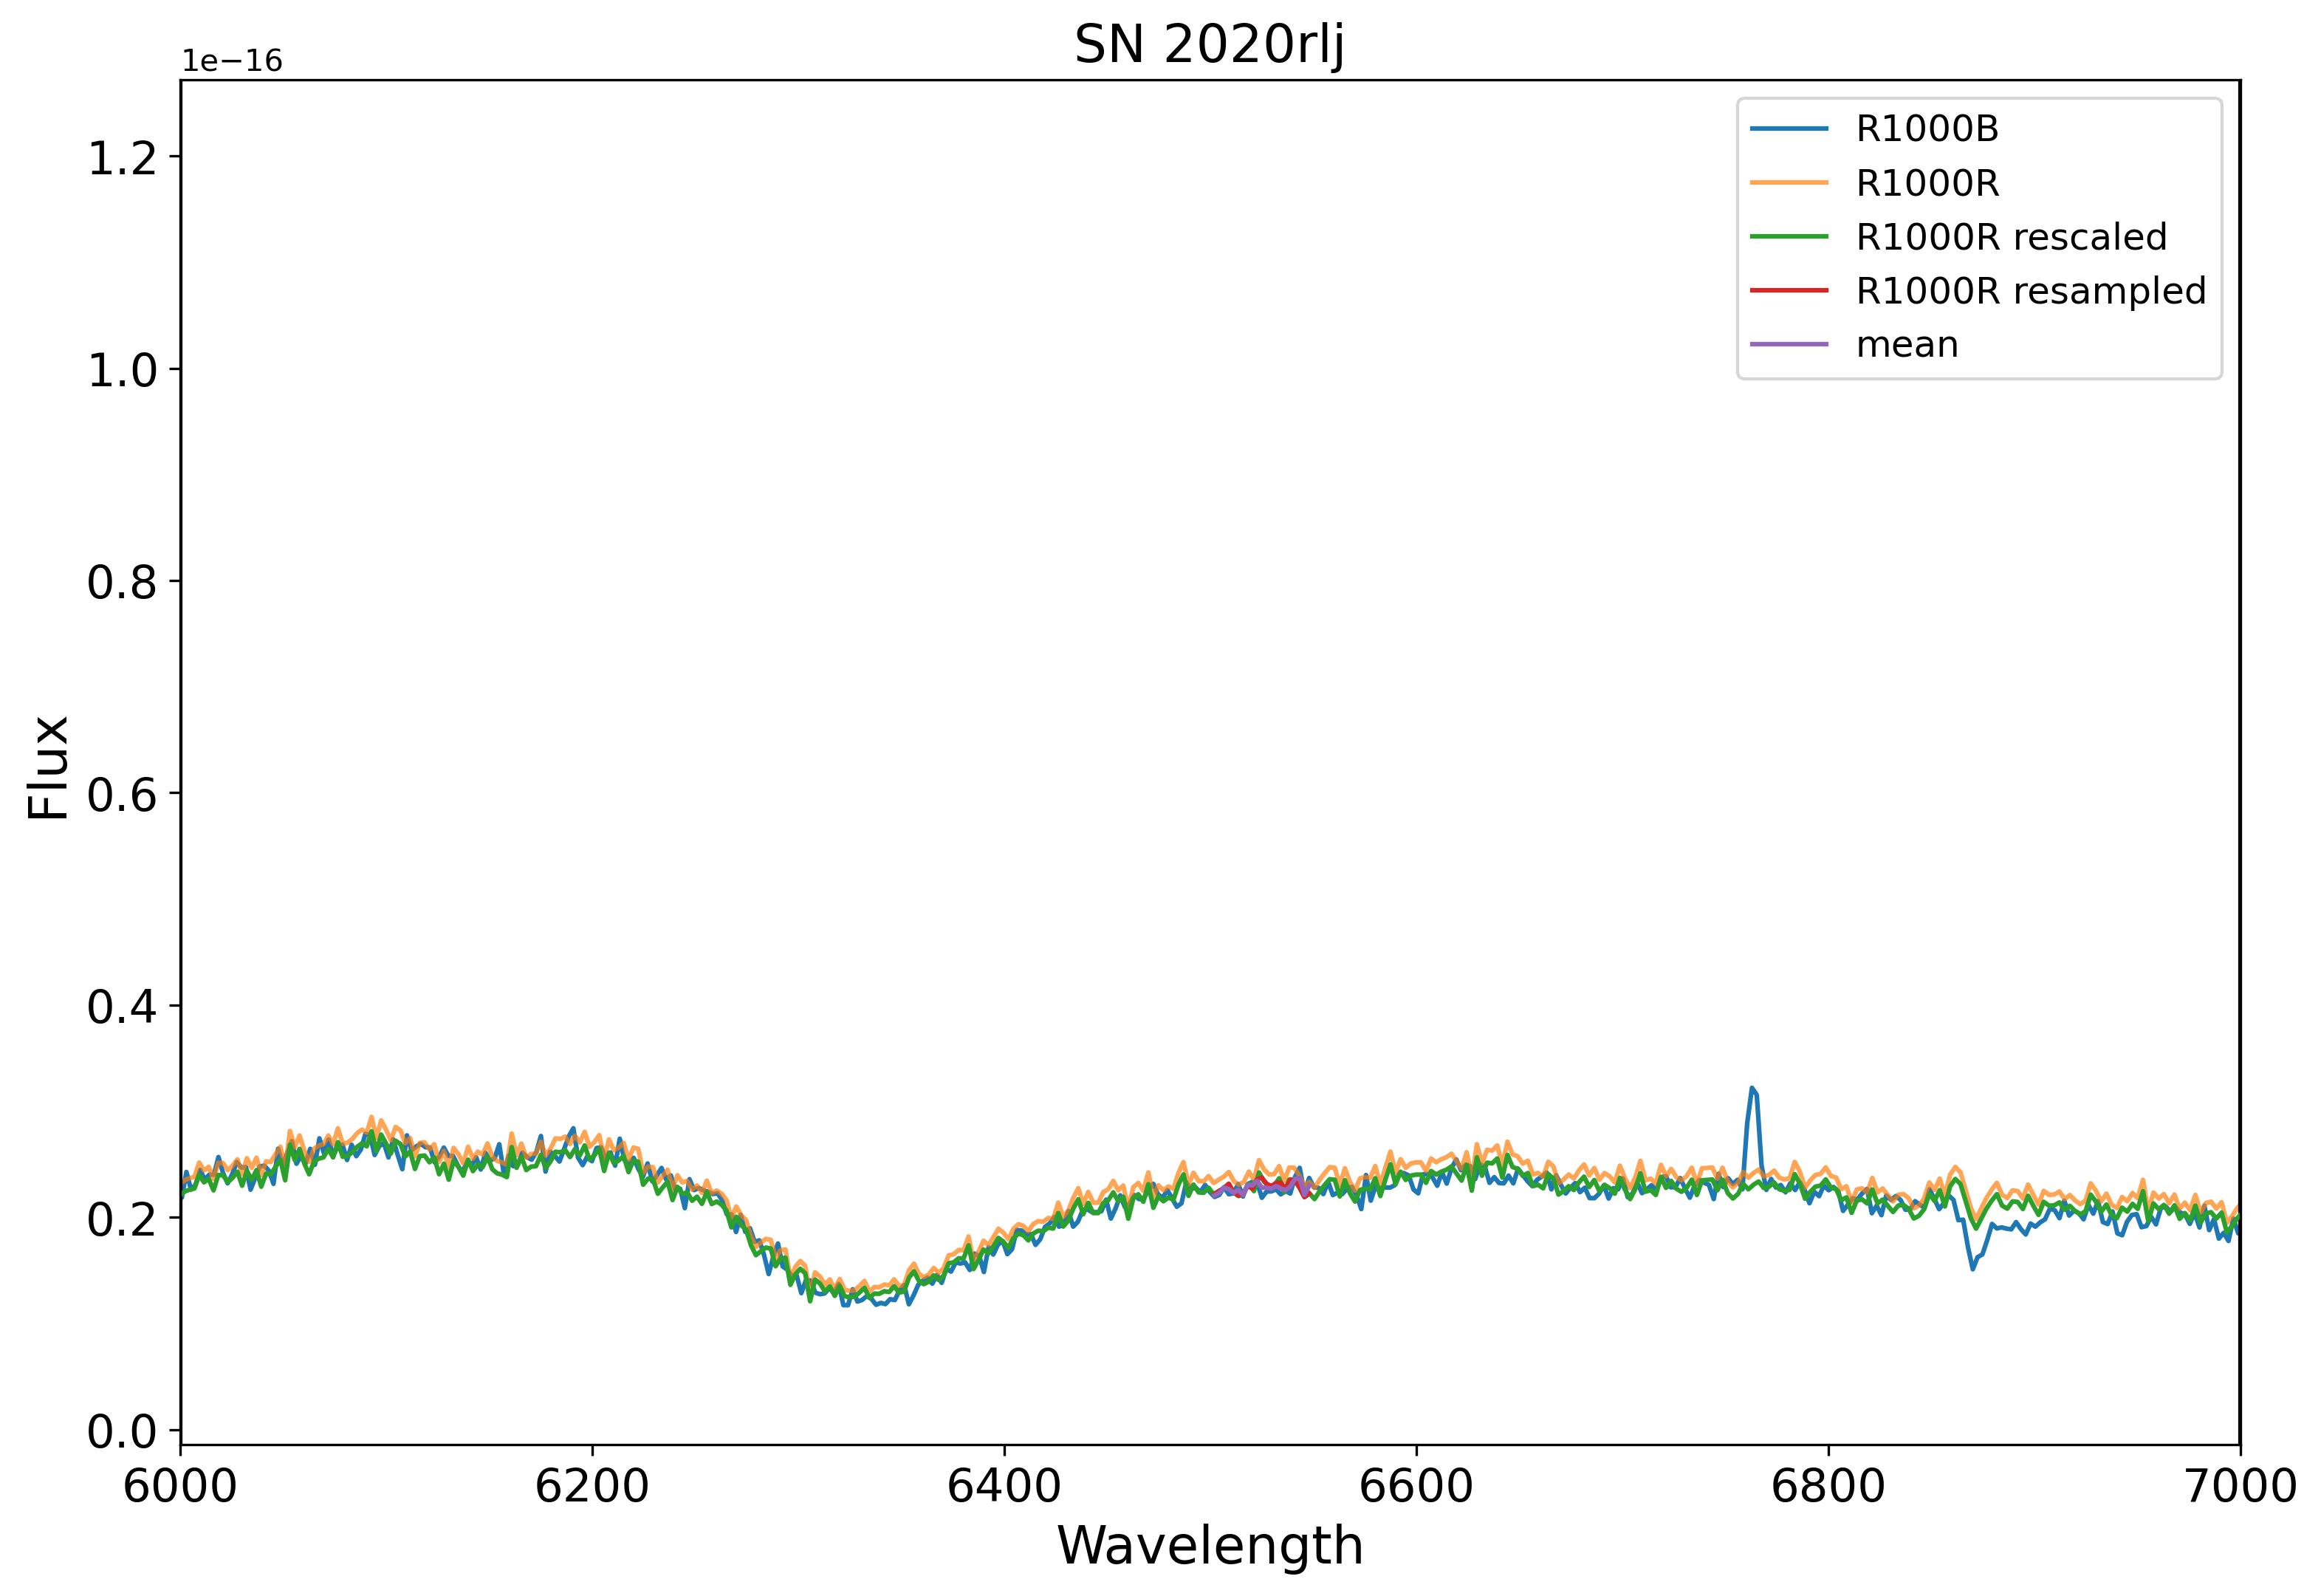 SN 2020rlj
1e−16
1.2
1.0
0.8
0.6
0.4
0.2
0.0
Flux
6000 6200 6400 6600 6800 7000
Wavelength
R1000B
R1000R
R1000R rescaled
R1000R resampled
mean